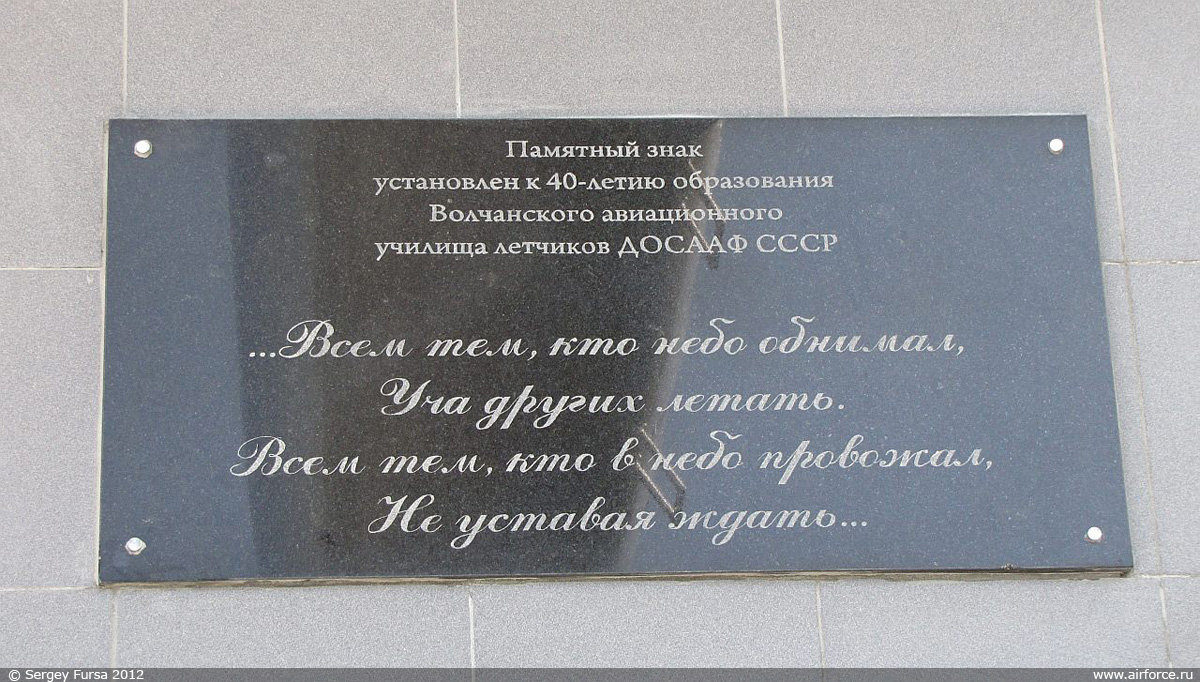 Памятный знак
установлен к 40-летию образования
Волчанского авиационного
училища летчиков ДОСААФ СССР
...Всем тем, кто небо обнимал,
Уча других летать.
Всем тем, кто в небо провожал,
Не уставая ждать...
© Sergey Fursa 2012
www.airforce.ru